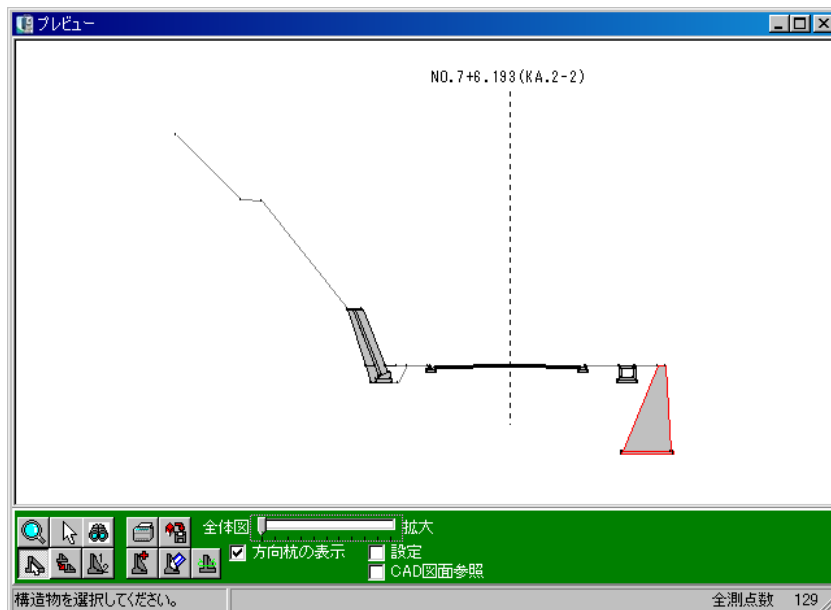 プレビュー
NO.7+6.193(KA.2-2)
全体図 拡大
方向杭の表示 設定
CAD図面参照
構造物を選択してください。 全測点数 129